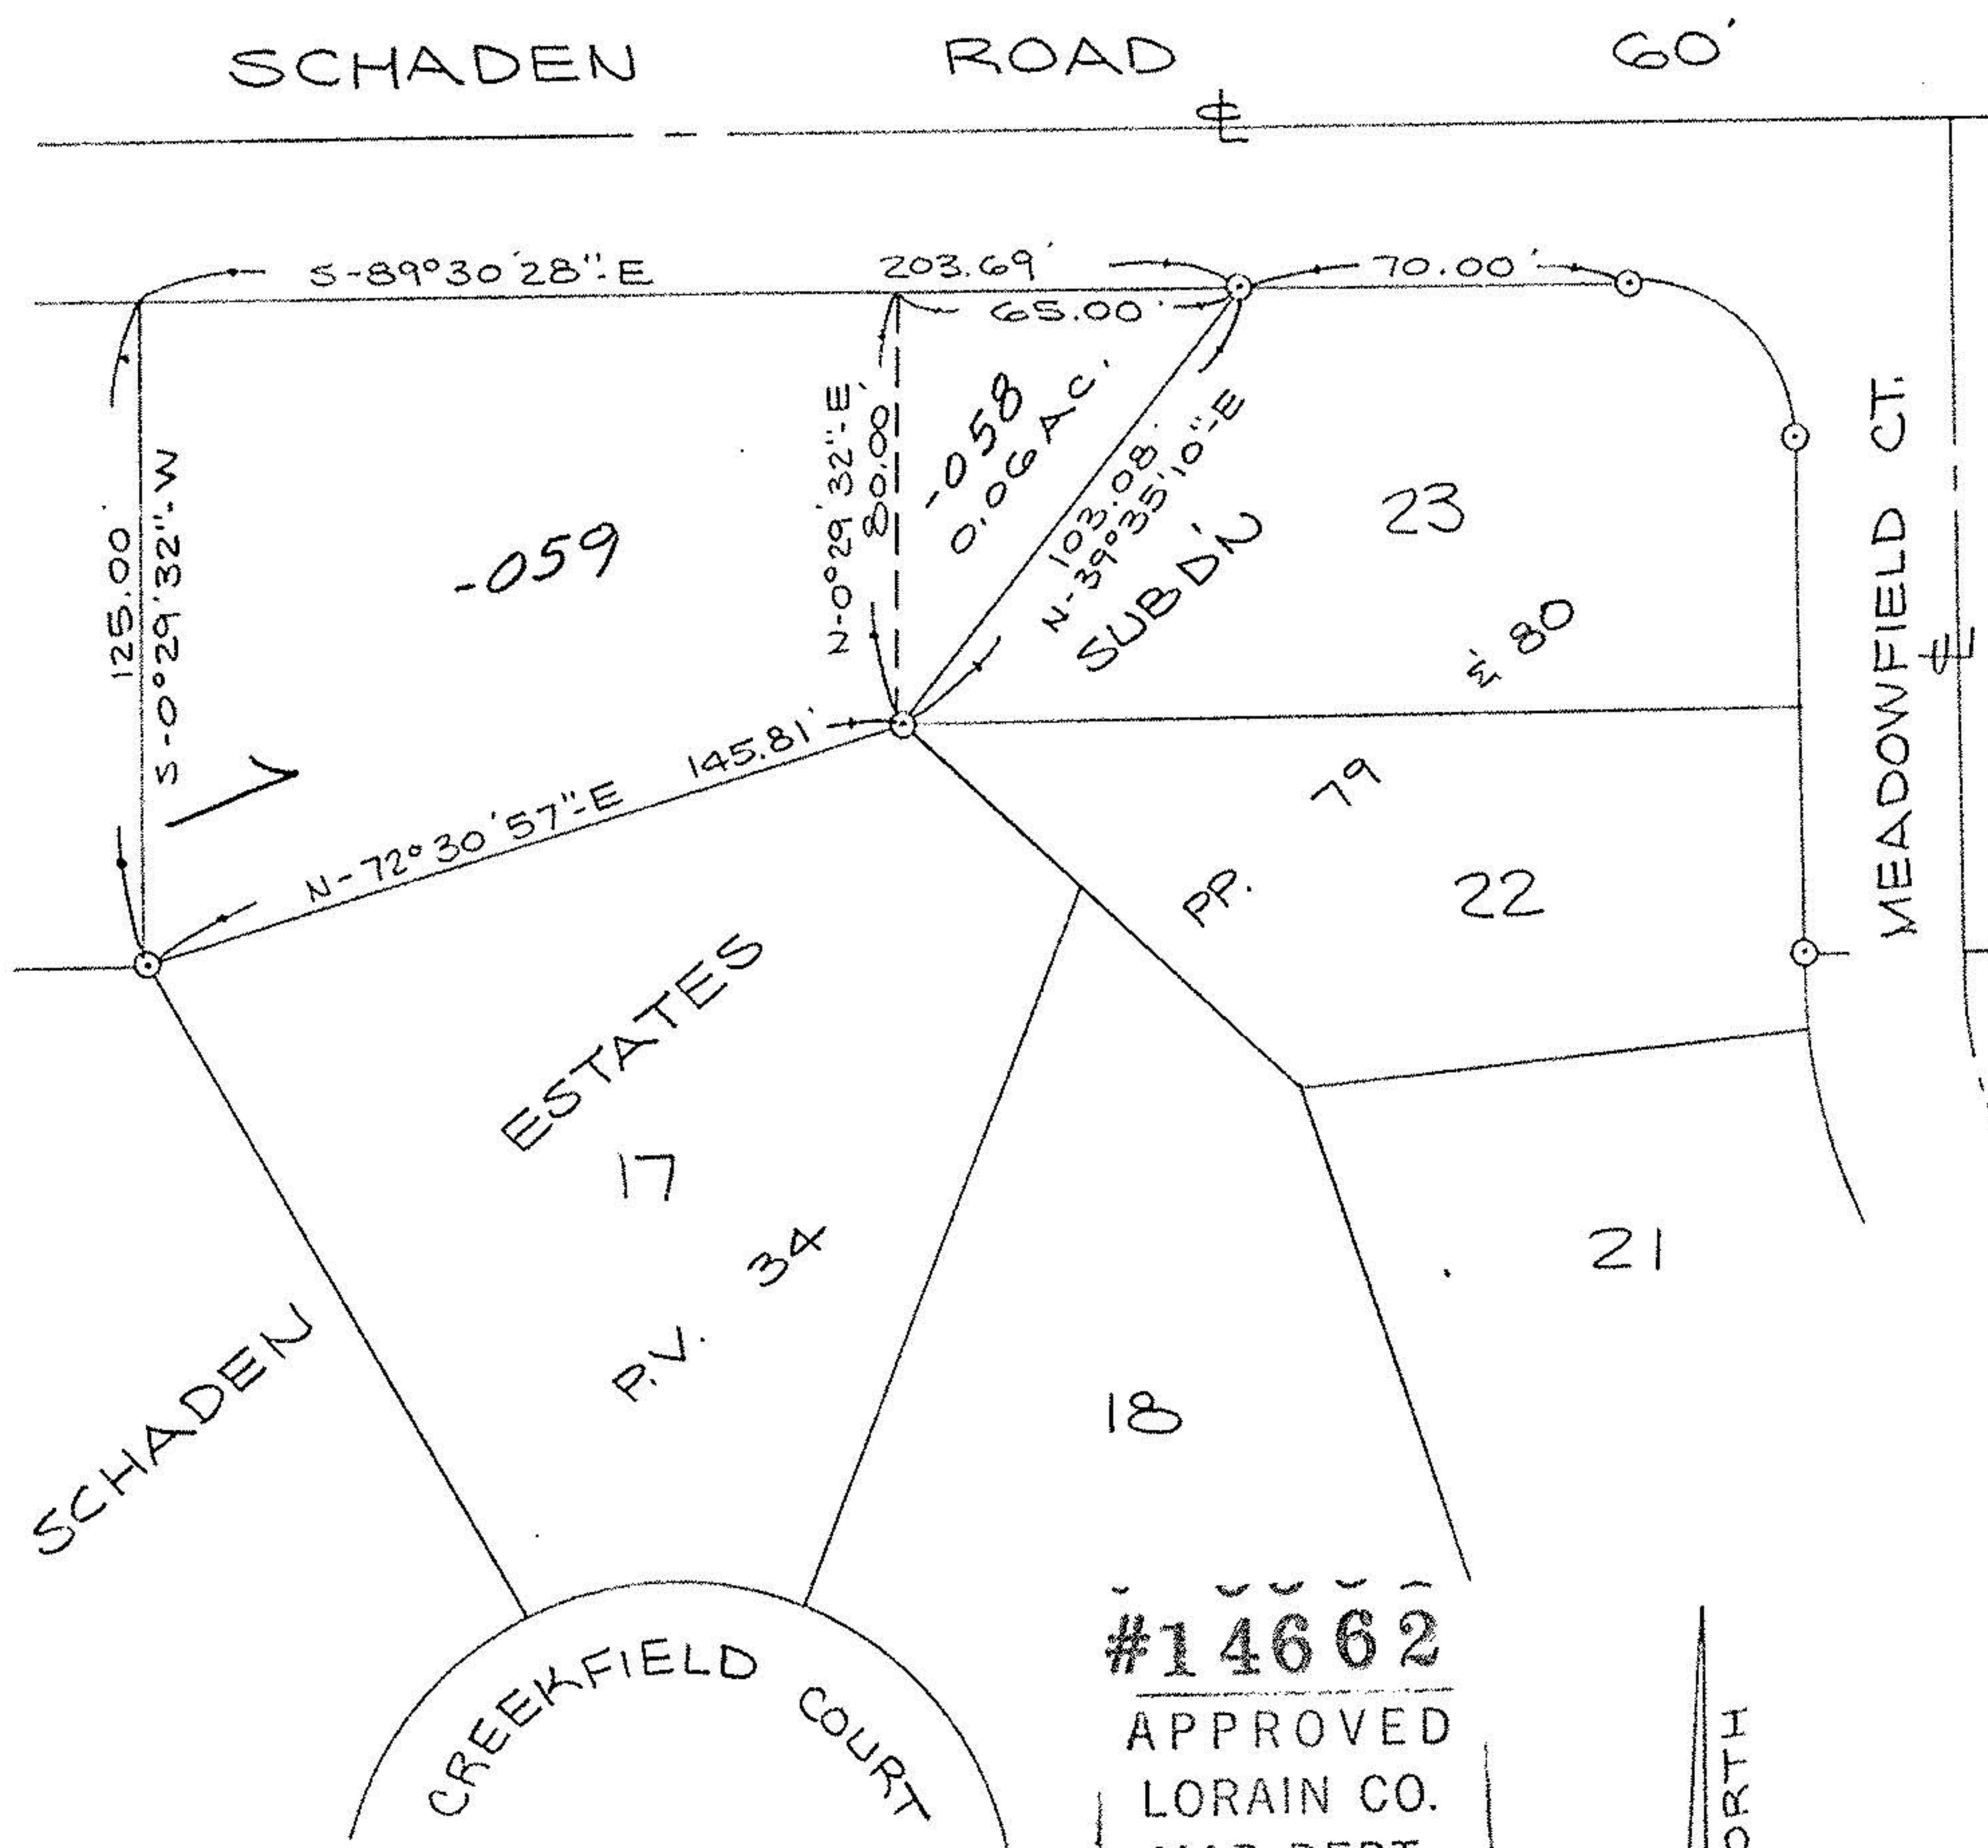 SCHADEN ROAD 60'
℄
S-89°30'28"-E 203.69' 70.00'
65.00'
125.00'
S-0°29'32"-W
-059
N-0°29'32"-E
80.00'
-058
0.06 AC.
103.08'
N-39°35'10"-E
SUBD'N
23
& 80
MEADOWFIELD CT.
℄
N-72°30'57"-E 145.81'
79
PP.
22
ESTATES
17
34
P.V.
21
SCHADEN
18
CREEKFIELD COURT
#14662
APPROVED
LORAIN CO.
MAP DEPT.
ORTH